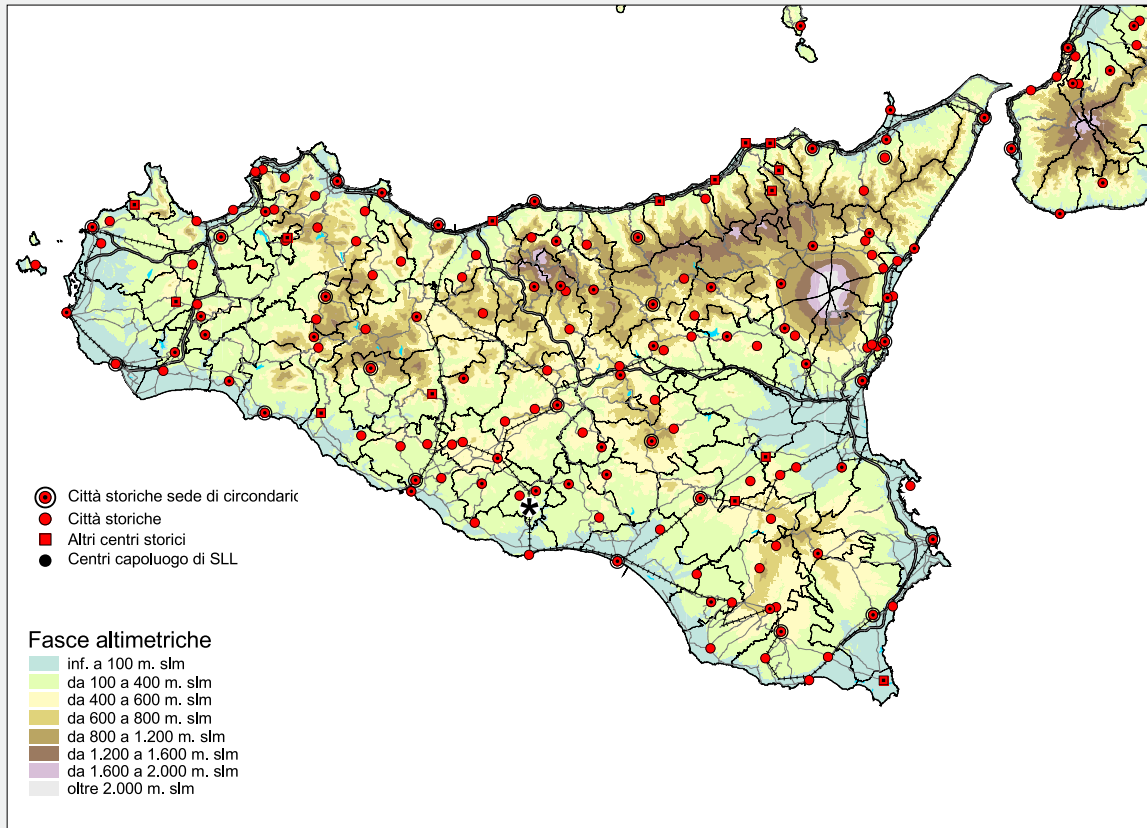 Città storiche sede di circondaric
Città storiche
Altri centri storici
Centri capoluogo di SLL
*
Fasce altimetriche
inf. a 100 m. slm
da 100 a 400 m. slm
da 400 a 600 m. slm
da 600 a 800 m. slm
da 800 a 1.200 m. slm
da 1.200 a 1.600 m. slm
da 1.600 a 2.000 m. slm
oltre 2.000 m. slm